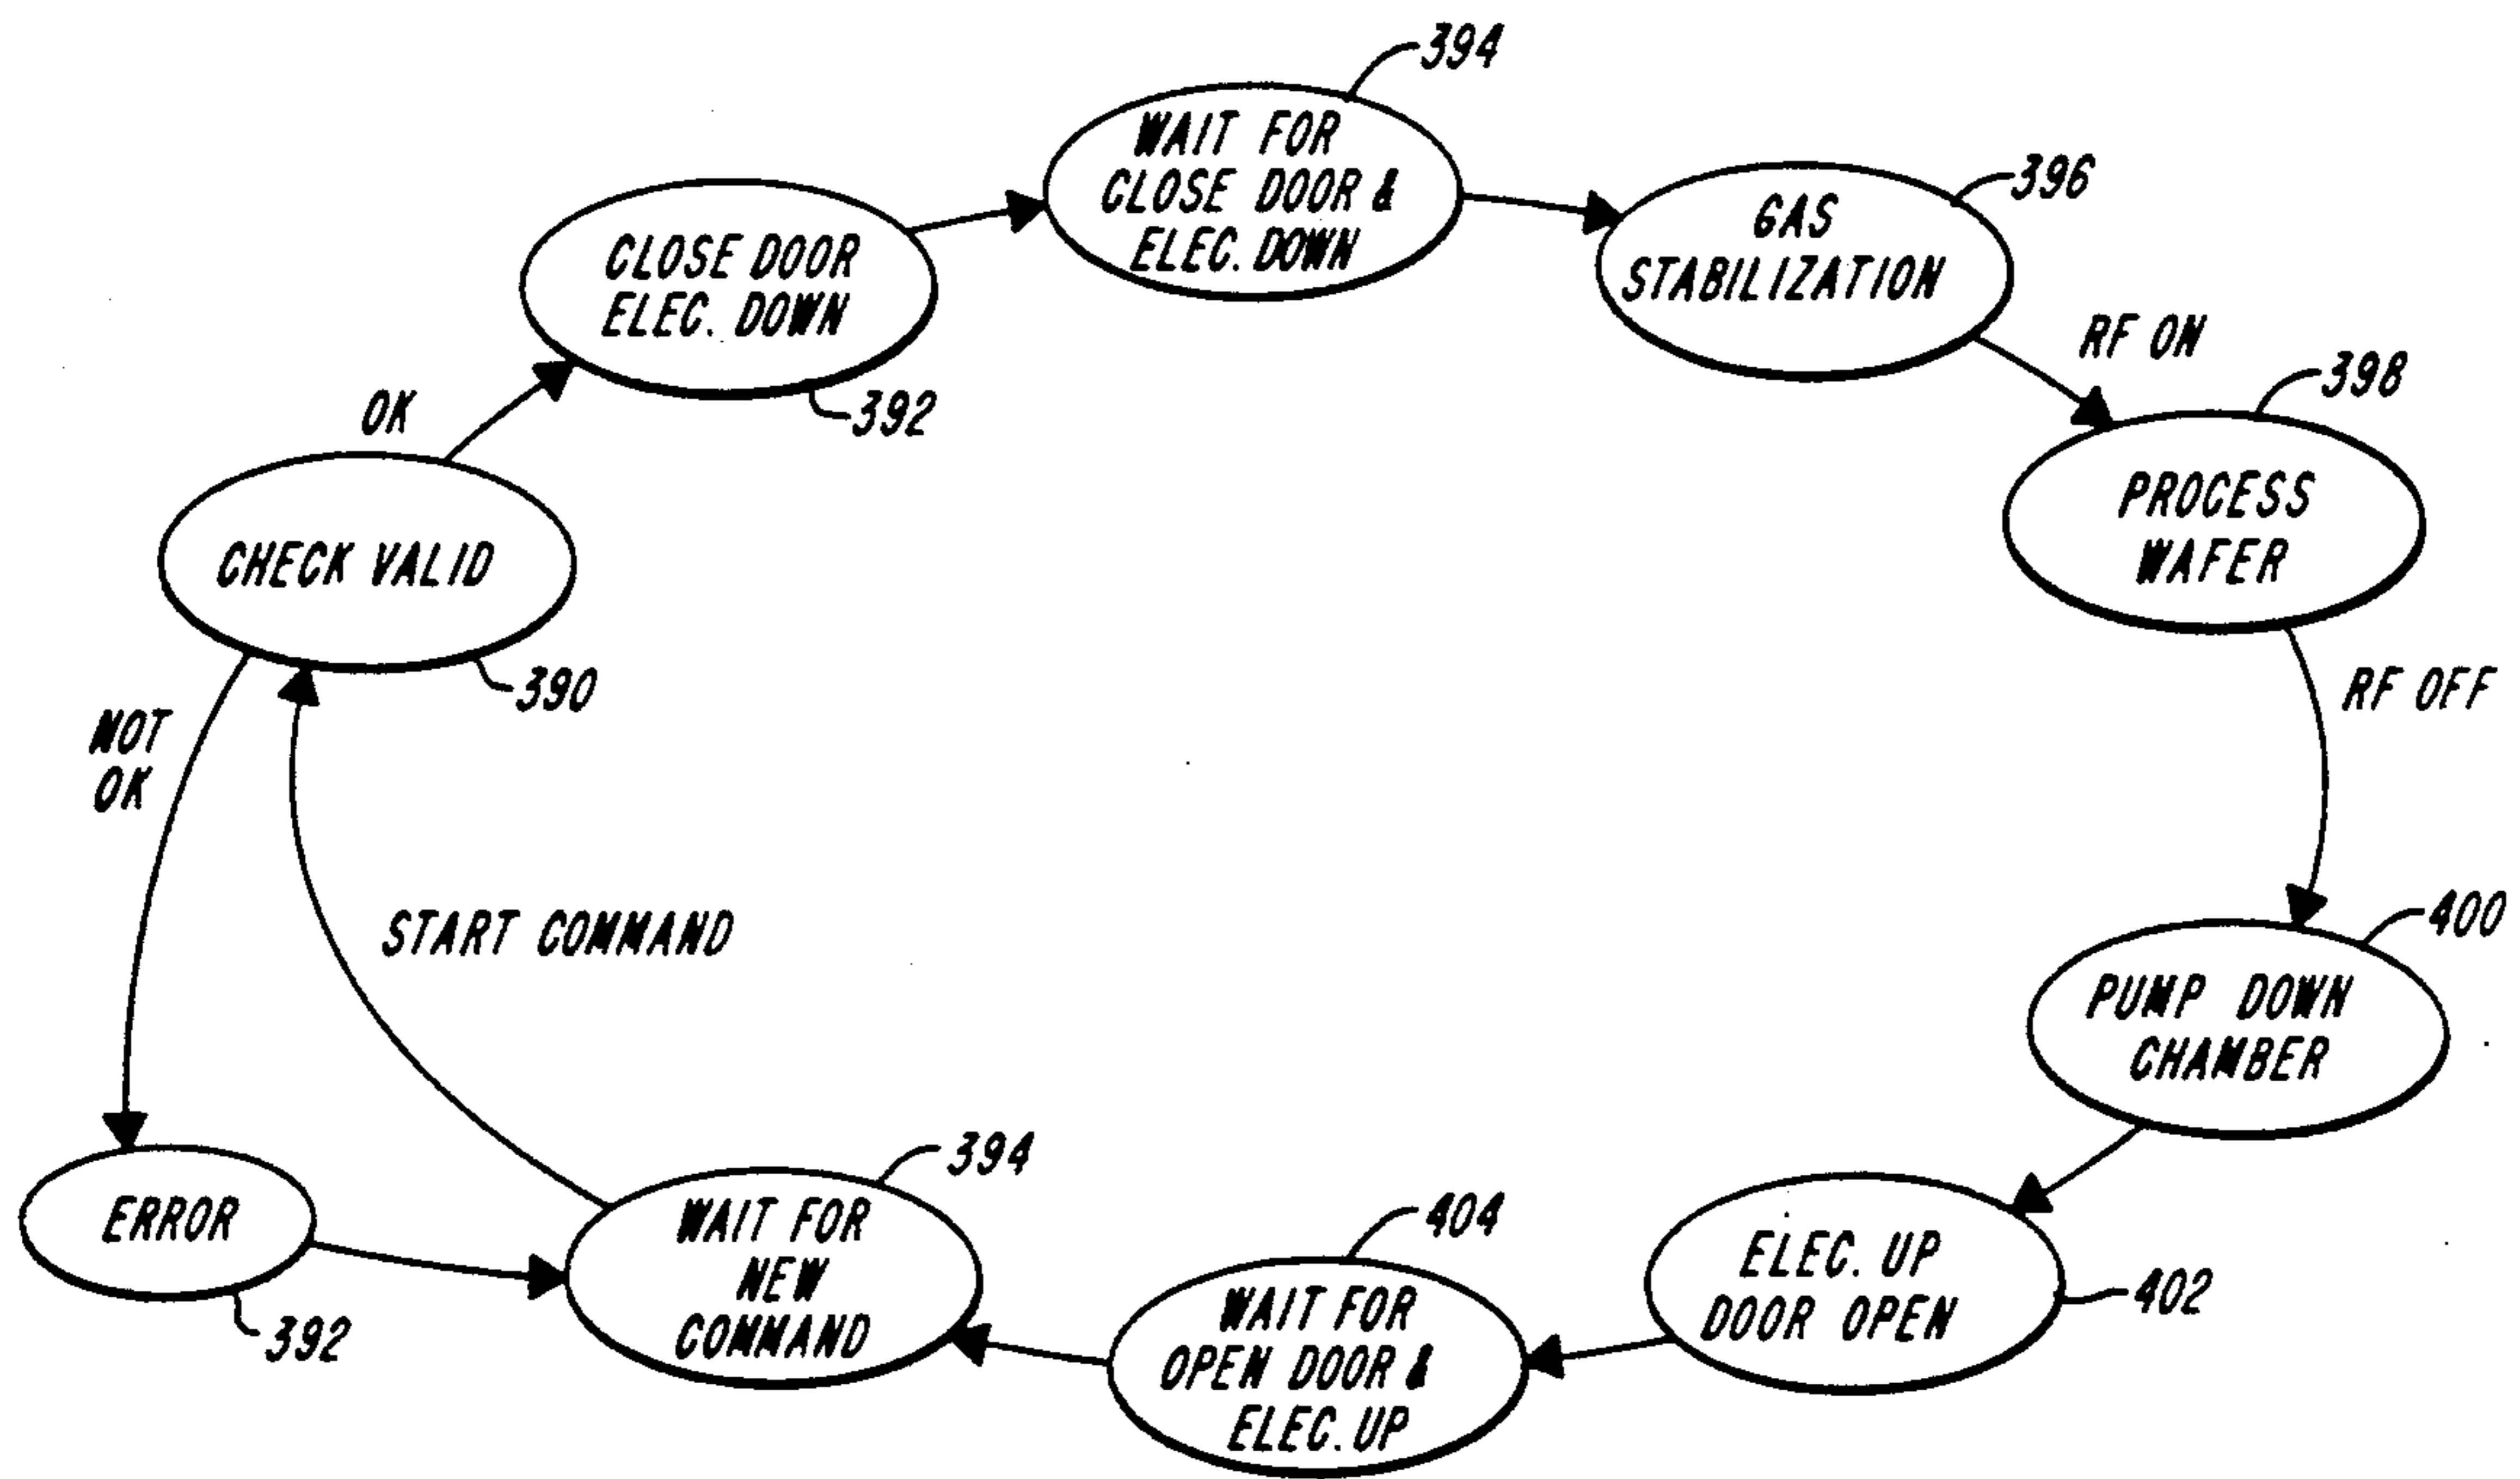 394
WAIT FOR
CLOSE DOOR &
ELEC. DOWN
396
GAS
STABILIZATION
CLOSE DOOR
ELEC. DOWN
392
RF ON
398
OK
PROCESS
WAFER
CHECK VALID
390
RF OFF
NOT
OK
START COMMAND
400
PUMP DOWN
CHAMBER
394
WAIT FOR
NEW
COMMAND
ERROR
392
404
WAIT FOR
OPEN DOOR &
ELEC. UP
ELEC. UP
DOOR OPEN
402